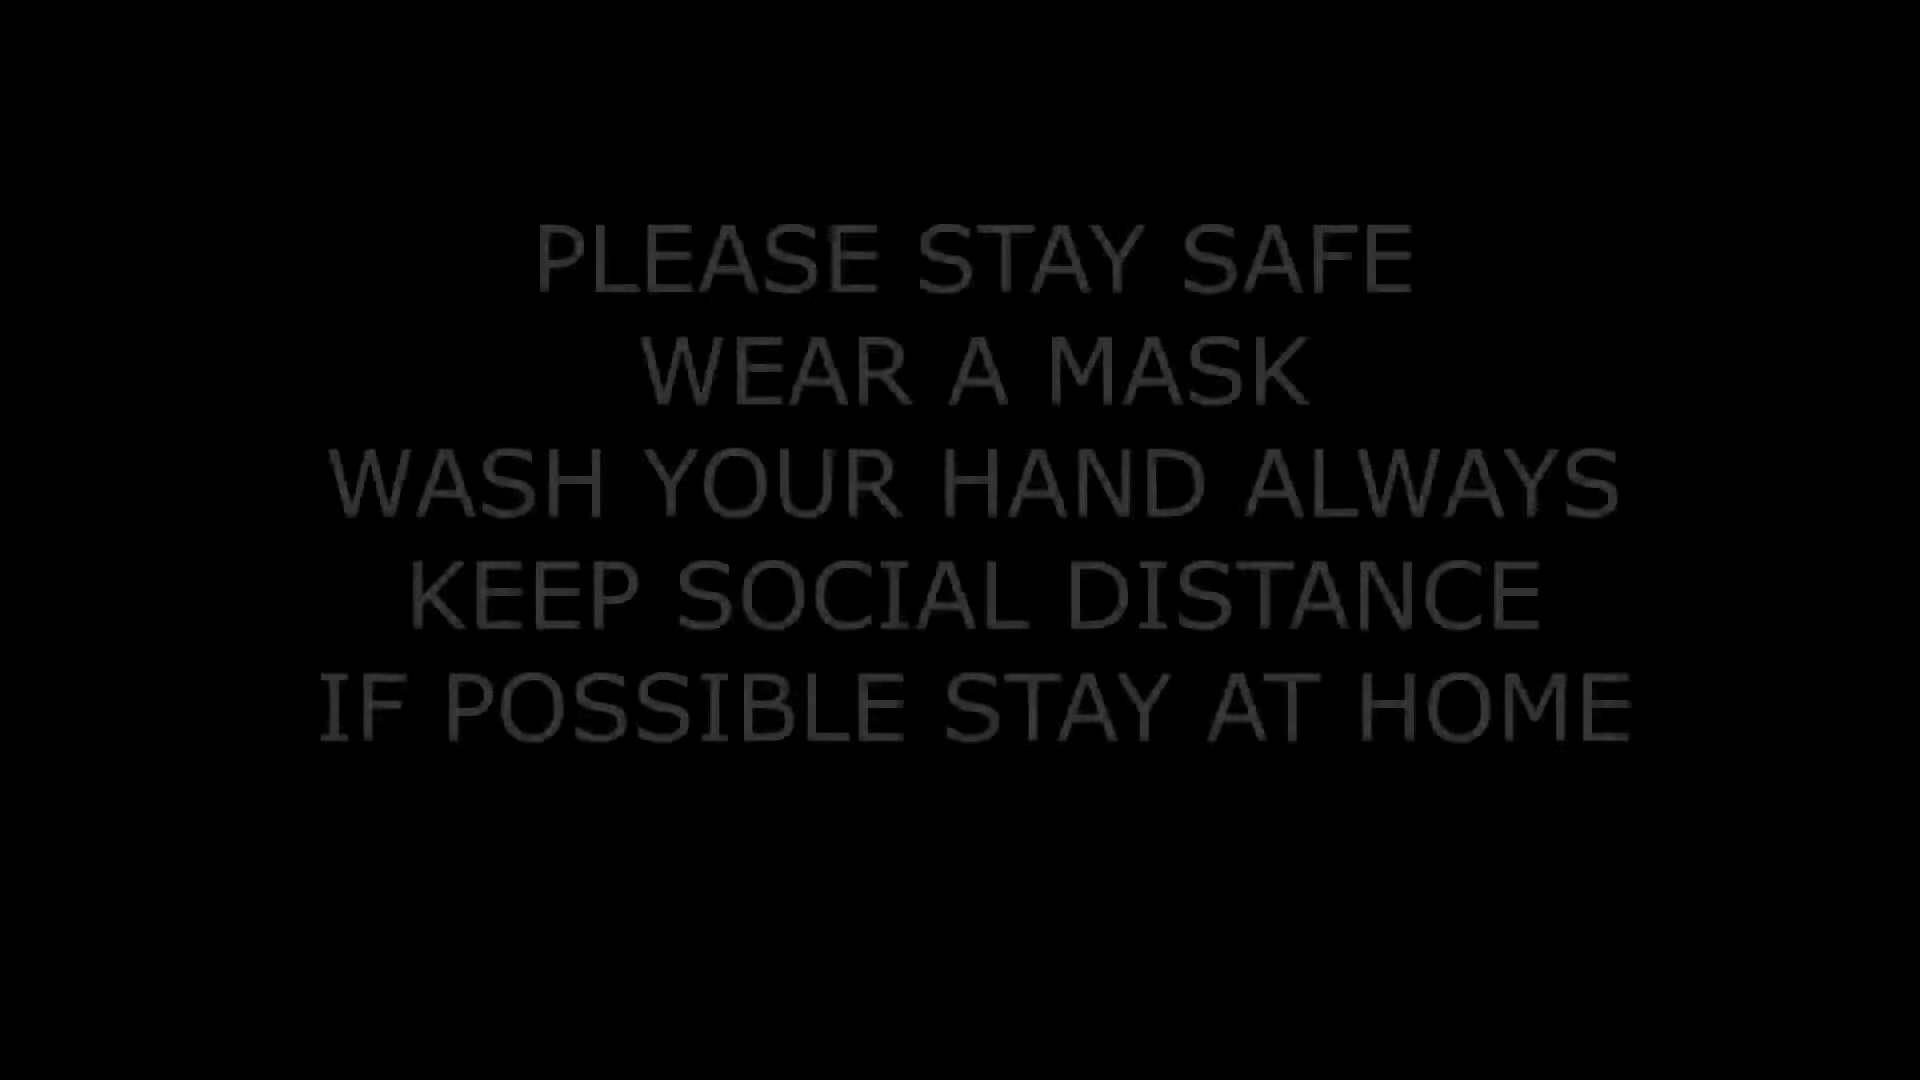 PLEASE STAY SAFE
WEAR A MASK
WASH YOUR HAND ALWAYS
KEEP SOCIAL DISTANCE
IF POSSIBLE STAY AT HOME